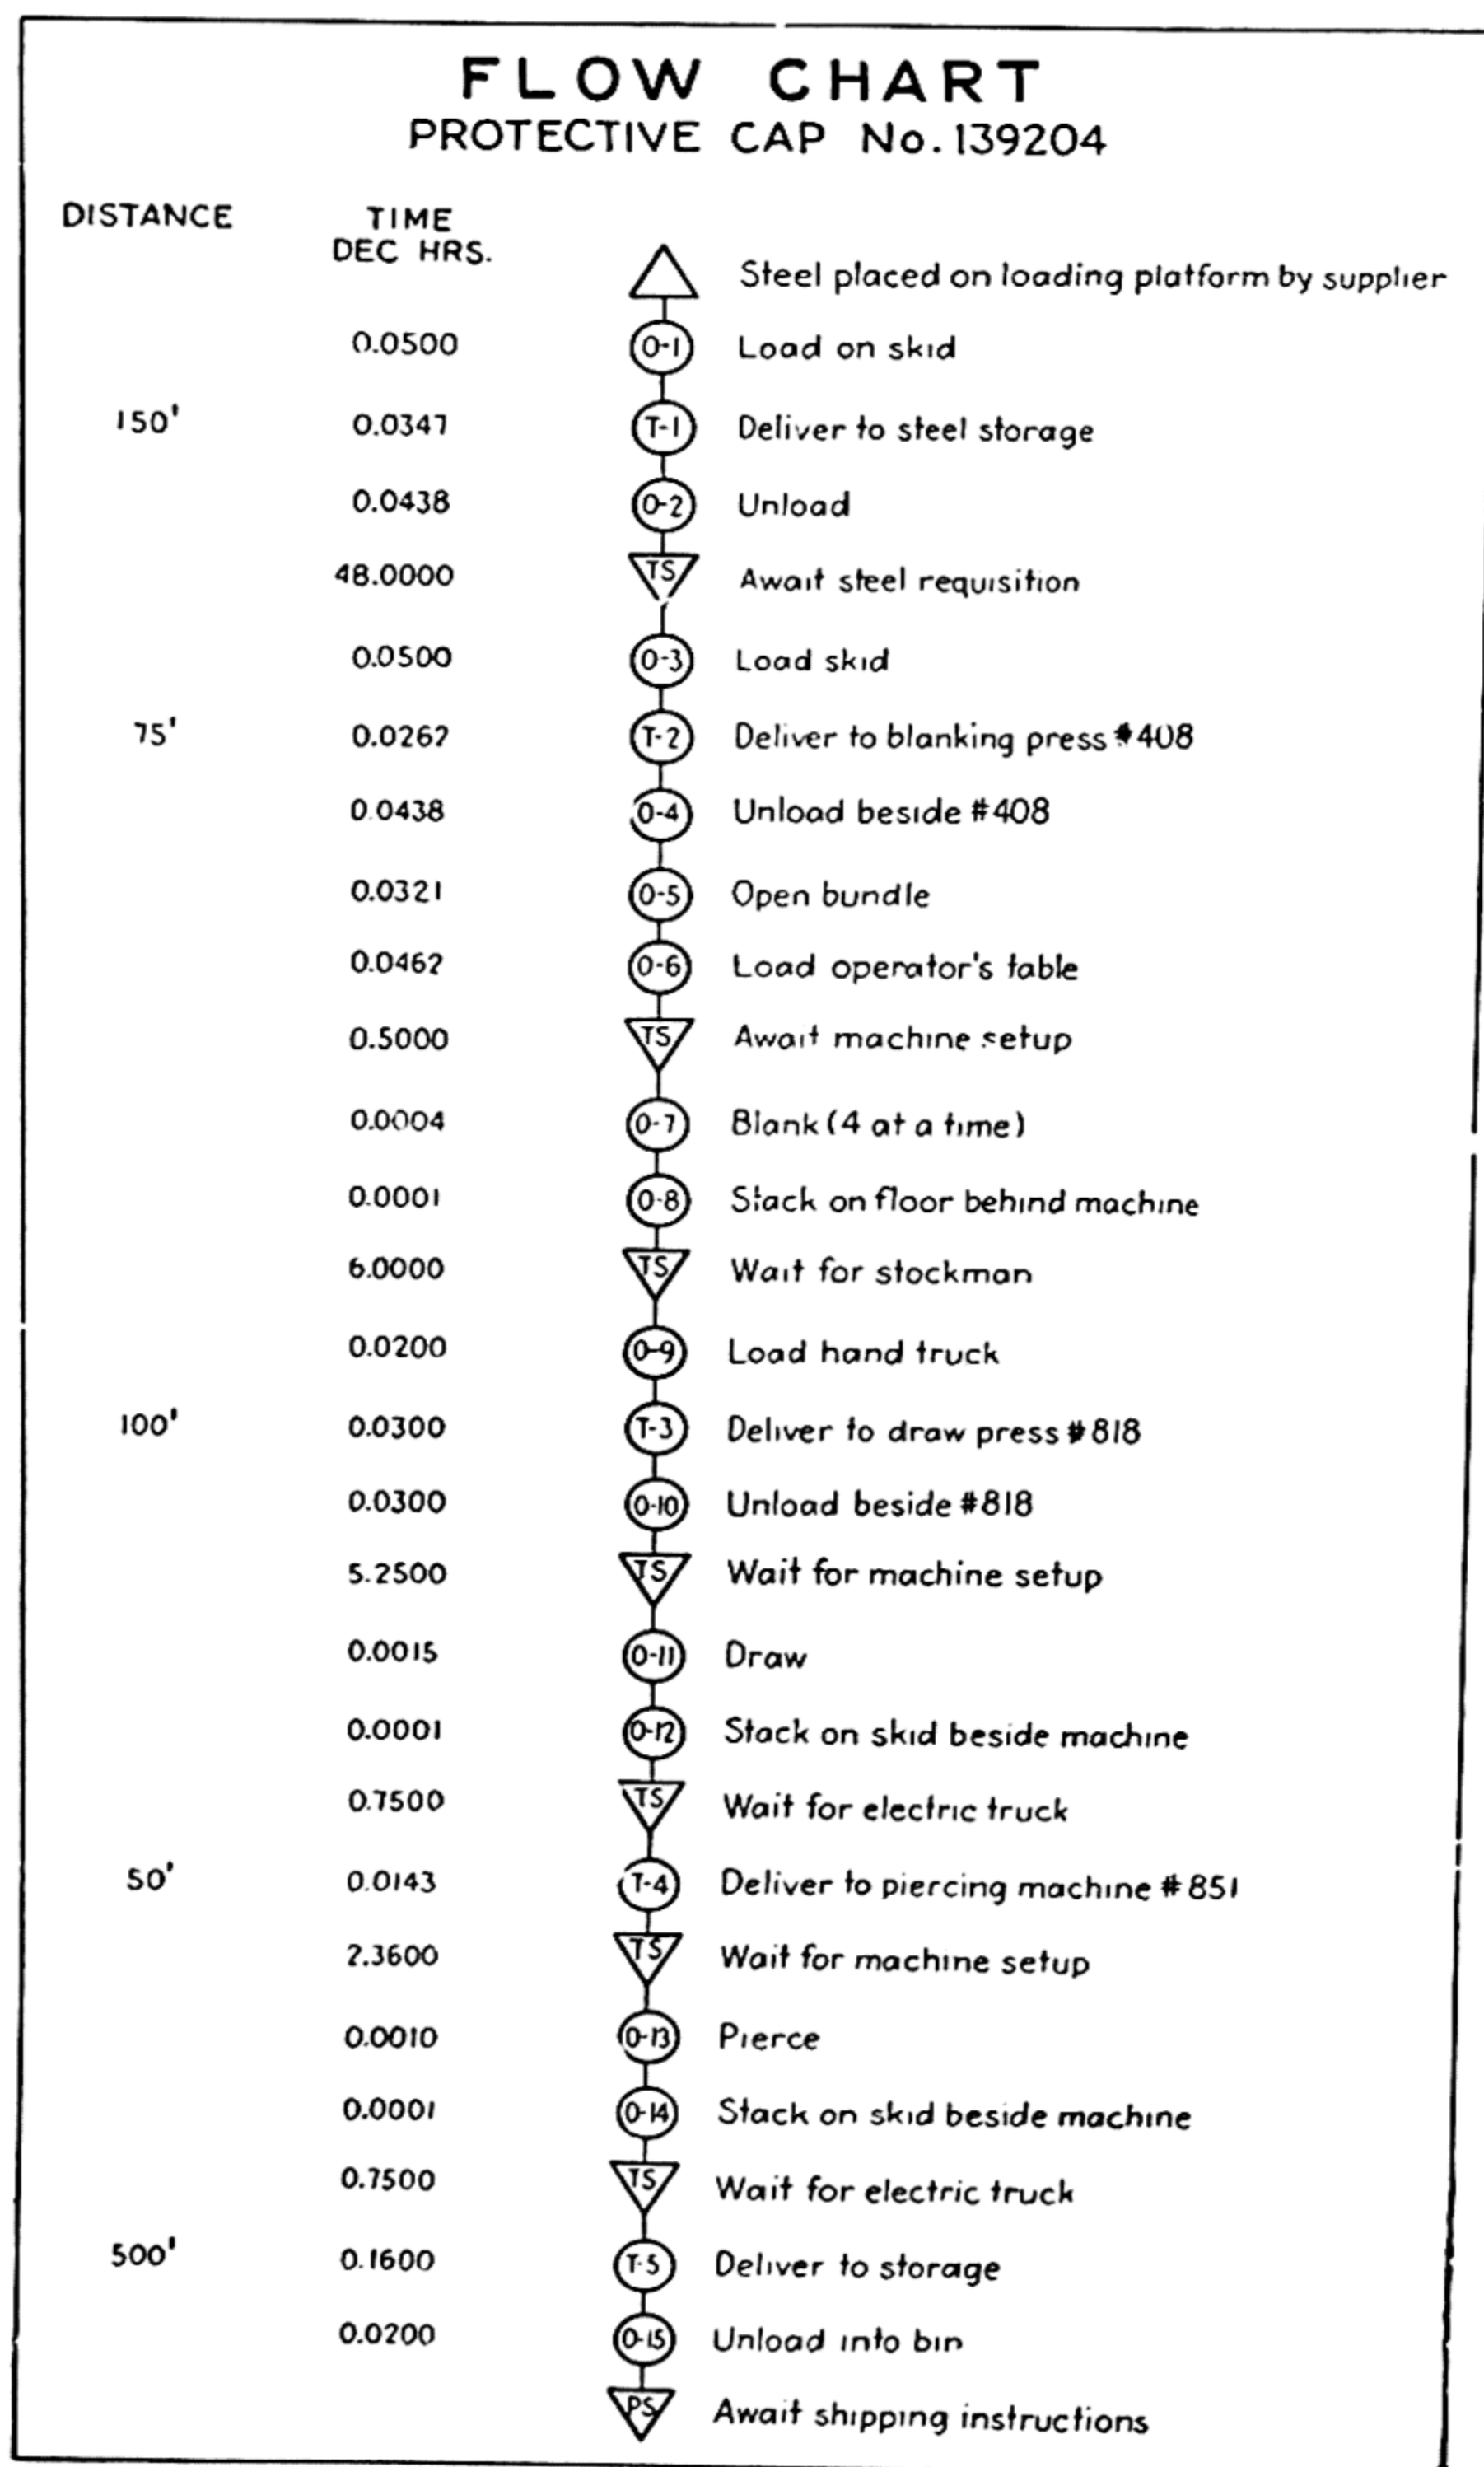 FLOW CHART
PROTECTIVE CAP No. 139204
DISTANCE TIME
DEC HRS.
Steel placed on loading platform by supplier
0.0500 O-1 Load on skid
150' 0.0347 T-1 Deliver to steel storage
0.0438 O-2 Unload
48.0000 TS Await steel requisition
0.0500 O-3 Load skid
75' 0.0267 T-2 Deliver to blanking press #408
0.0438 O-4 Unload beside #408
0.0321 O-5 Open bundle
0.0462 O-6 Load operator's table
0.5000 TS Await machine setup
0.0004 O-7 Blank (4 at a time)
0.0001 O-8 Stack on floor behind machine
6.0000 TS Wait for stockman
0.0200 O-9 Load hand truck
100' 0.0300 T-3 Deliver to draw press #818
0.0300 O-10 Unload beside #818
5.2500 TS Wait for machine setup
0.0015 O-11 Draw
0.0001 O-12 Stack on skid beside machine
0.7500 TS Wait for electric truck
50' 0.0143 T-4 Deliver to piercing machine #851
2.3600 TS Wait for machine setup
0.0010 O-13 Pierce
0.0001 O-14 Stack on skid beside machine
0.7500 TS Wait for electric truck
500' 0.1600 T-5 Deliver to storage
0.0200 O-15 Unload into bin
PS Await shipping instructions